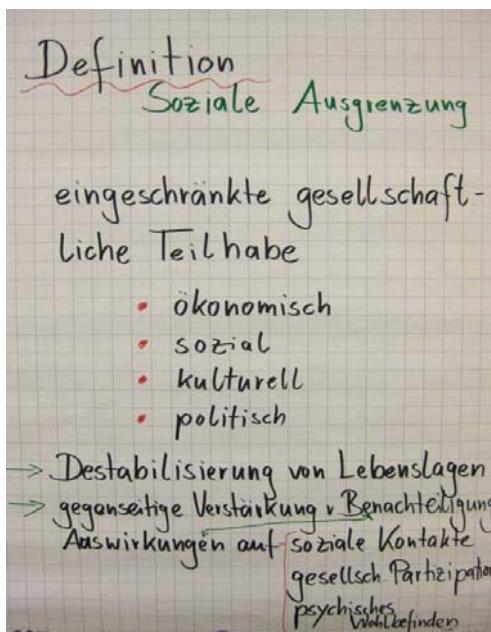 Definition
Soziale Ausgrenzung
eingeschränkte gesellschaft-
liche Teilhabe
• ökonomisch
• sozial
• kulturell
• politisch
→ Destabilisierung von Lebenslagen
→ gegenseitige Verstärkung v Benachteiligung
Auswirkungen auf soziale Kontakte
gesellsch. Partizipation
psychisches
Wohlbefinden